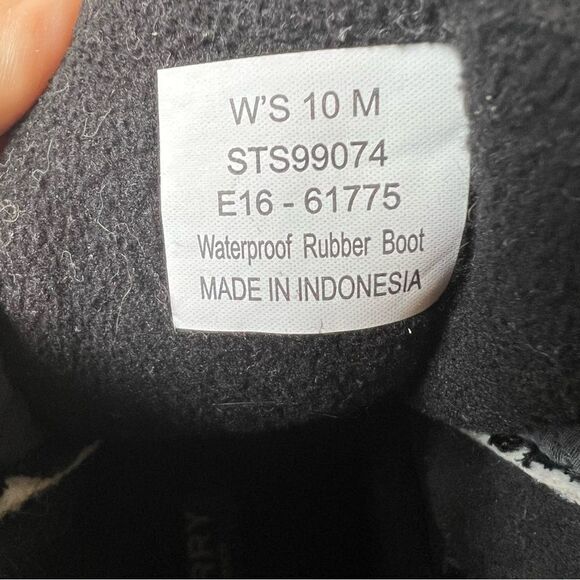 W'S 10 M
STS99074
E16 - 61775
Waterproof Rubber Boot
MADE IN INDONESIA